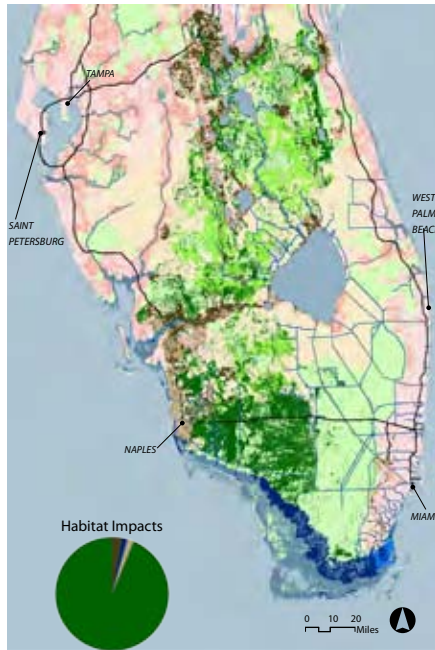 TAMPA
SAINT
PETERSBURG
WEST
PALM
BEAC
NAPLES
MIAM
Habitat Impacts
0 10 20
Miles